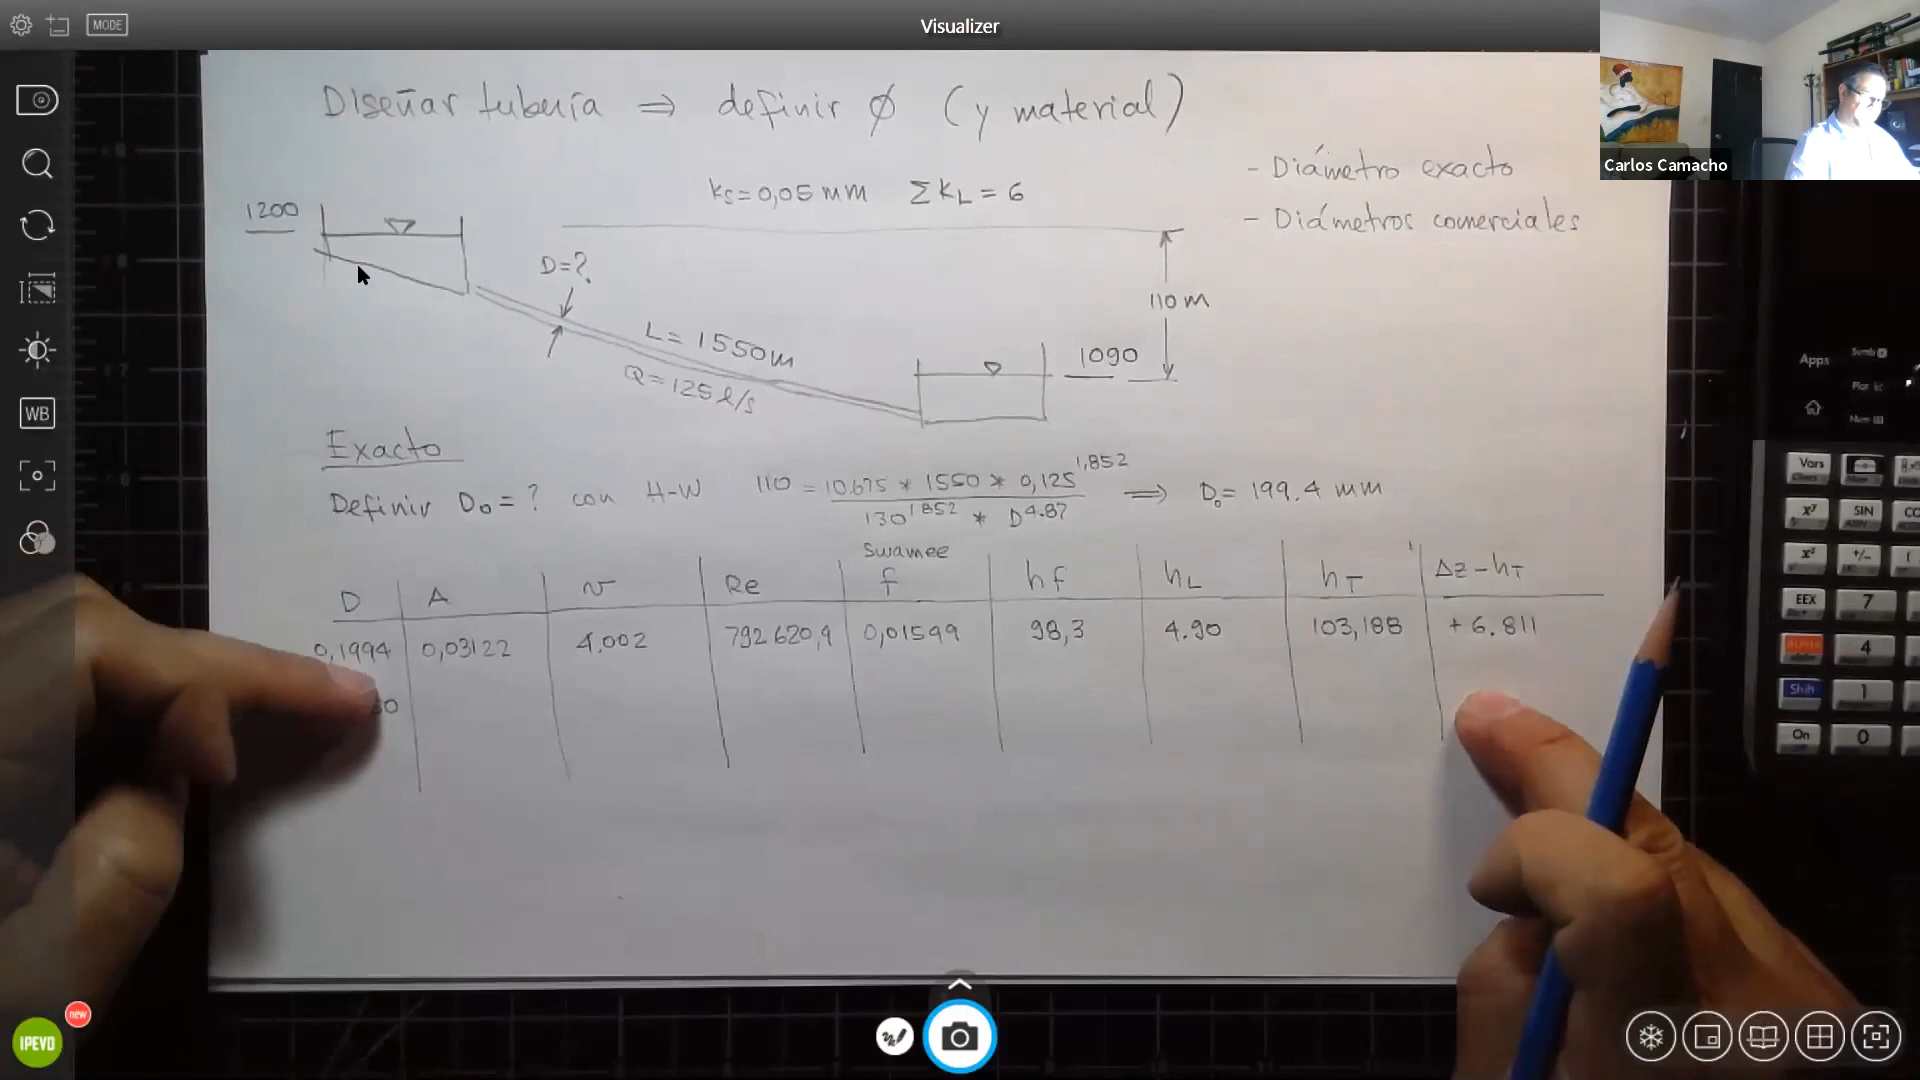 MODE
Visualizer
Carlos Camacho
Diseñar tubería ⇒ definir ∅ (y material)
- Diámetro exacto
- Diámetros comerciales
ks=0,05 mm ΣKL = 6
1200
D=?
110 m
L= 1550m
Q=125 l/s
1090
WB
Exacto
Definir Do = ? con H-W 110 = 10.675 * 1550 * 0,125^1,852 / 130^1852 * D^4.87 ⇒ Do= 199.4 mm
Swamee
D A v Re f hf hL hT Δz-hT
0,1994 0,03122 4.002 792 620,9 0,01599 98,3 4.90 103,188 +6.811
Apps
Vars
SIN
EEX
7
ALPHA
4
Shift
1
On
0
IPEVO
new